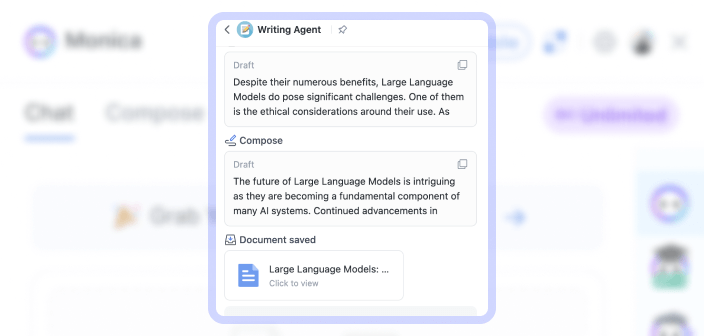 Monica
Writing Agent
Chat
Compose
Unlimited
Draft
Despite their numerous benefits, Large Language
Models do pose significant challenges. One of them
is the ethical considerations around their use. As
Compose
Draft
The future of Large Language Models is intriguing
as they are becoming a fundamental component of
many AI systems. Continued advancements in
Grab
Document saved
Large Language Models: ...
Click to view